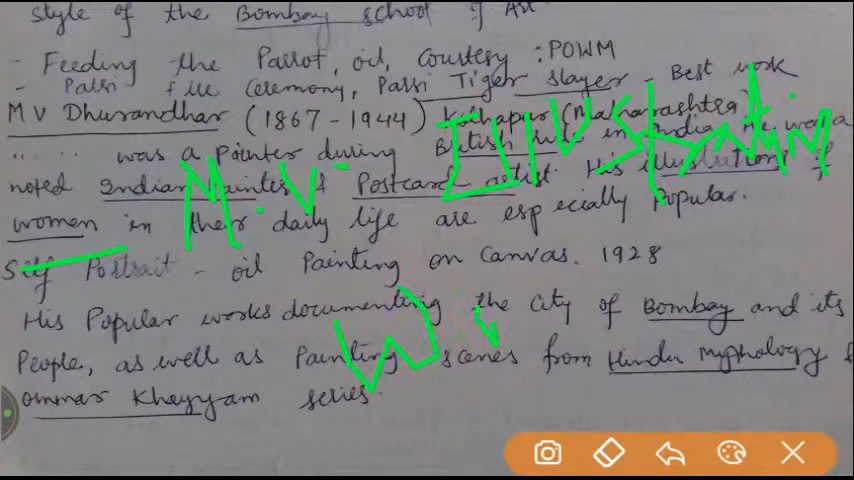 style of the Bombay school of Art
- Feeding the Parrot, oil, Courtesy : POWM
- Parsi fire Ceremony, Parsi Tiger slayer - Best work
M V Dhurandhar (1867-1944) Kolhapur (Maharashtra)
" .. .. was a Painter during British rule in India. He was a
noted Indian Painter & Postcard artist. His illustrations of
women in their daily life are especially Popular.
Self Portrait - oil Painting on Canvas. 1928
His Popular works documenting the City of Bombay and its
People, as well as Painting scenes from Hindu Mythology &
ommar Khayyam series.
M.V.